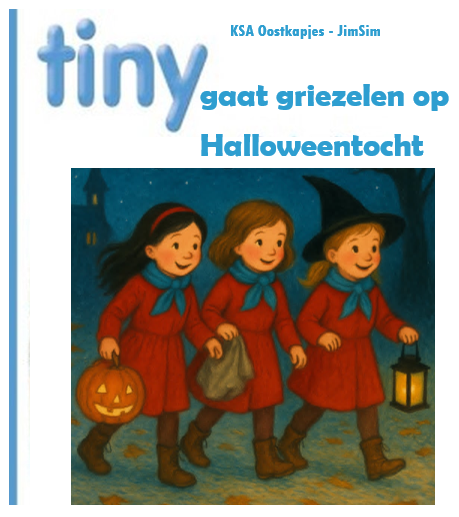 KSA Oostkapjes - JimSim
tiny
gaat griezelen op
Halloweentocht